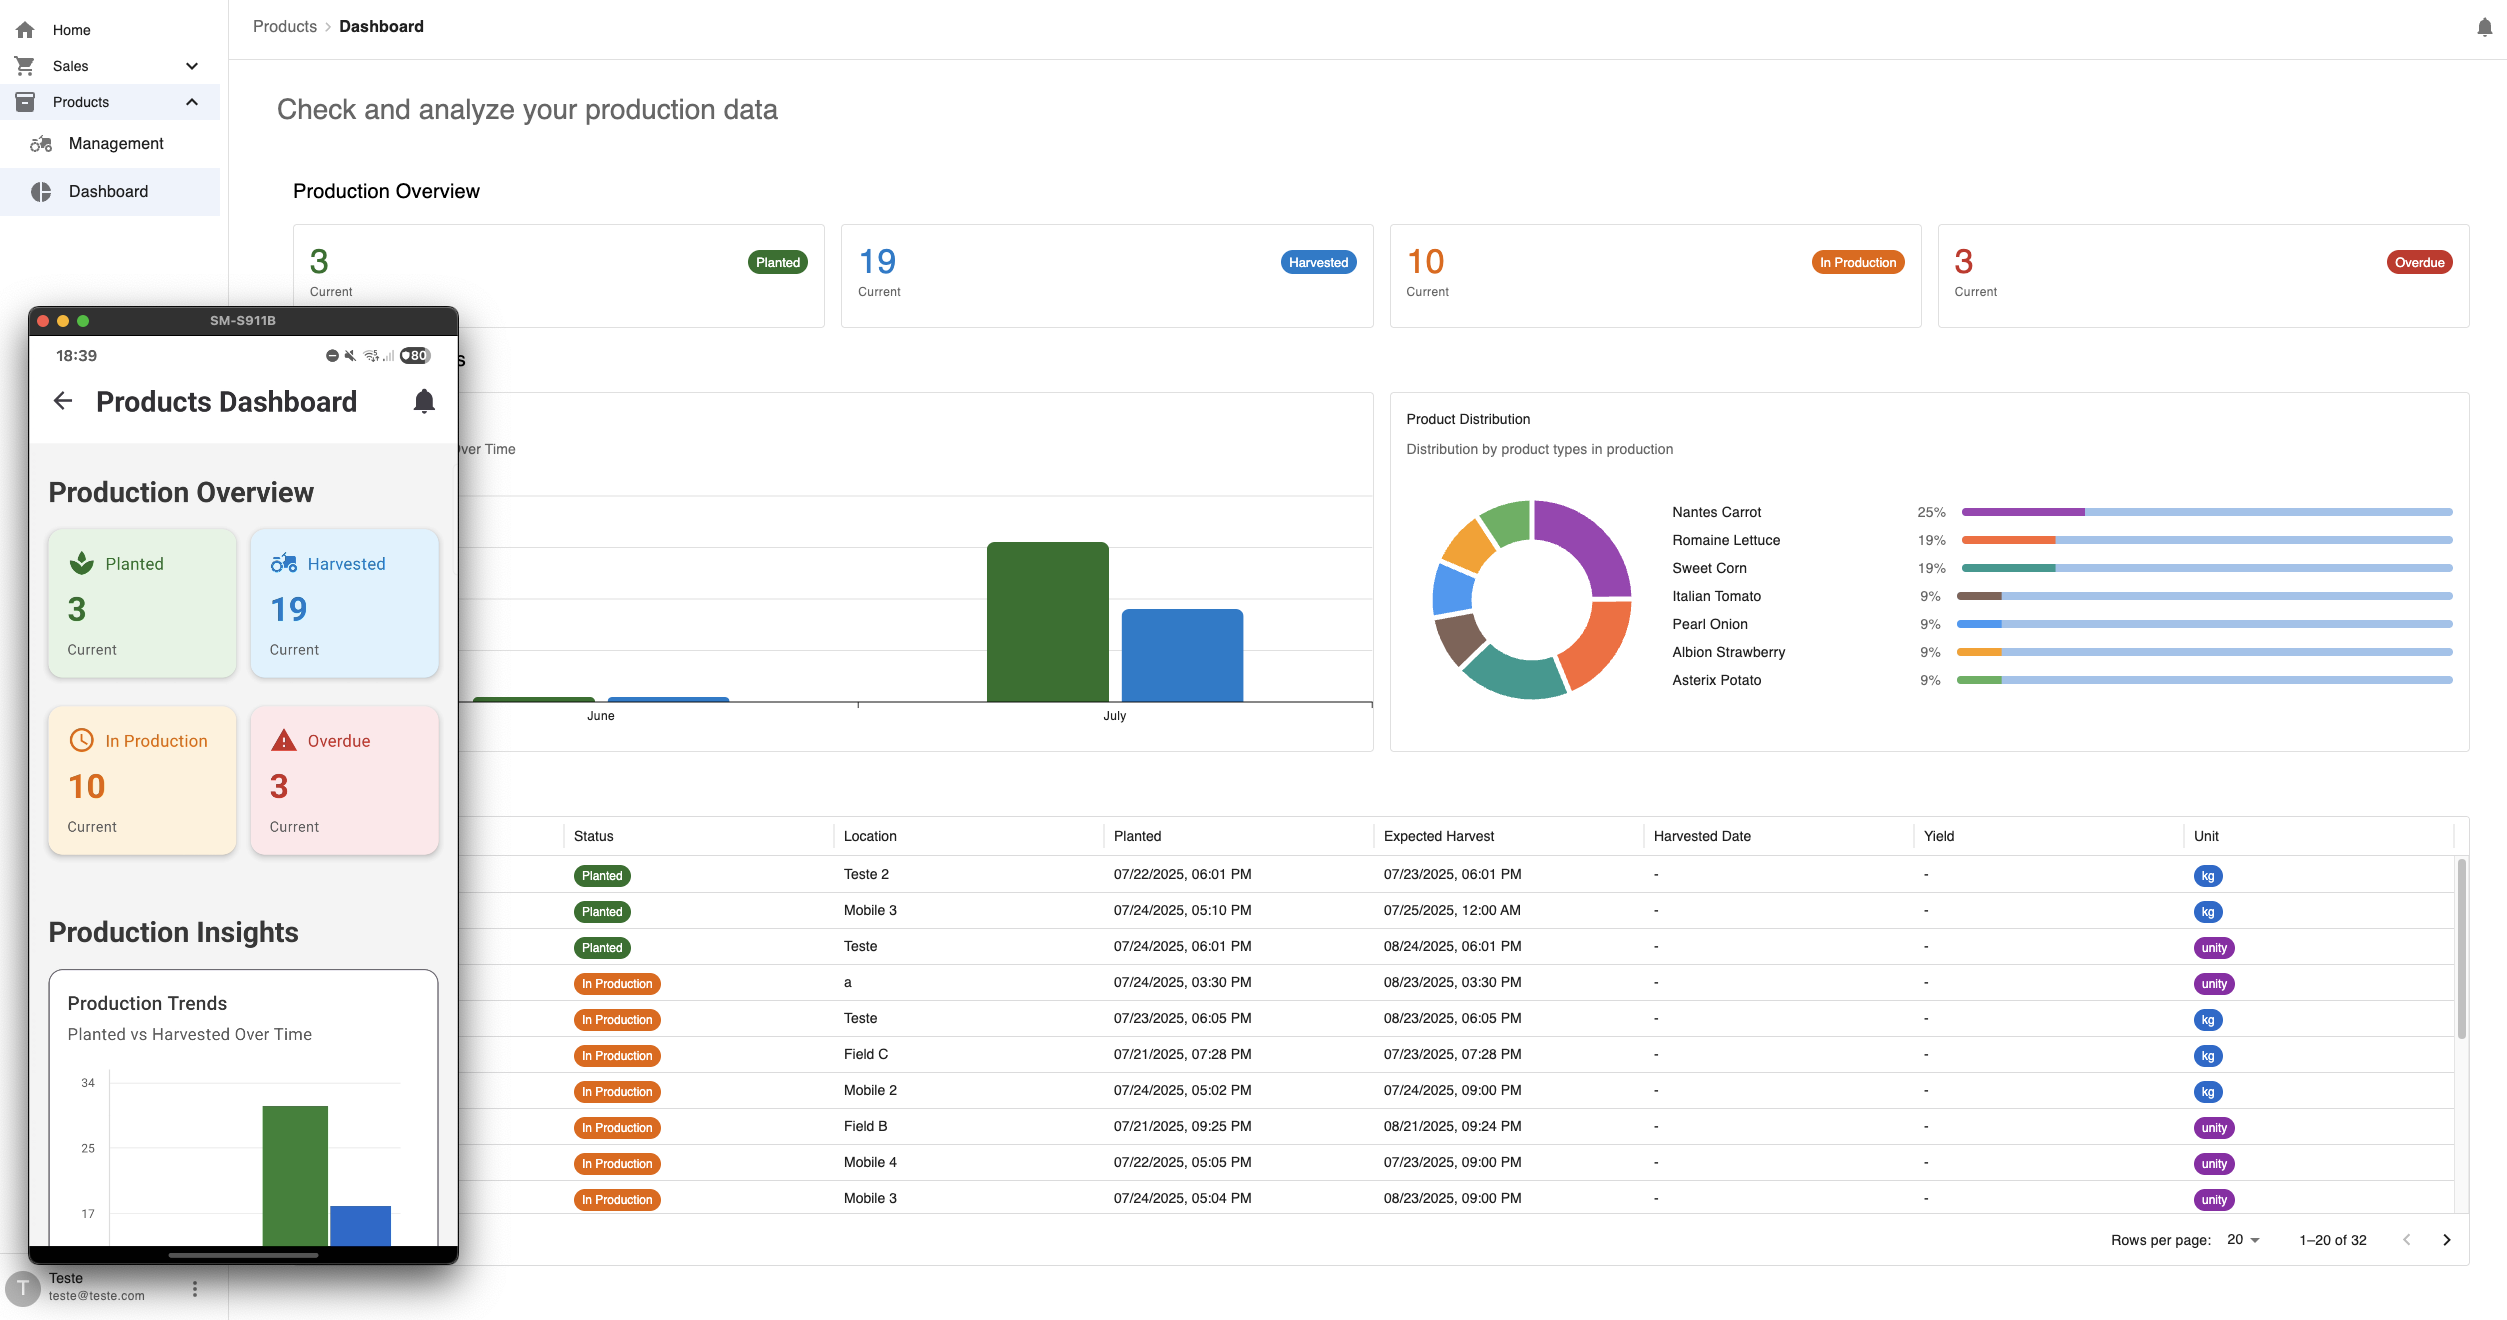 Home
Sales
Products
Management
Dashboard
Products > Dashboard
Check and analyze your production data
Production Overview
3
Planted
Current
19
Harvested
Current
10
In Production
Current
3
Overdue
Current
s
Over Time
June
July
Product Distribution
Distribution by product types in production
Nantes Carrot 25%
Romaine Lettuce 19%
Sweet Corn 19%
Italian Tomato 9%
Pearl Onion 9%
Albion Strawberry 9%
Asterix Potato 9%
Status Location Planted Expected Harvest Harvested Date Yield Unit
Planted Teste 2 07/22/2025, 06:01 PM 07/23/2025, 06:01 PM - - kg
Planted Mobile 3 07/24/2025, 05:10 PM 07/25/2025, 12:00 AM - - kg
Planted Teste 07/24/2025, 06:01 PM 08/24/2025, 06:01 PM - - unity
In Production a 07/24/2025, 03:30 PM 08/23/2025, 03:30 PM - - unity
In Production Teste 07/23/2025, 06:05 PM 08/23/2025, 06:05 PM - - kg
In Production Field C 07/21/2025, 07:28 PM 07/23/2025, 07:28 PM - - kg
In Production Mobile 2 07/24/2025, 05:02 PM 07/24/2025, 09:00 PM - - kg
In Production Field B 07/21/2025, 09:25 PM 08/21/2025, 09:24 PM - - unity
In Production Mobile 4 07/22/2025, 05:05 PM 07/23/2025, 09:00 PM - - unity
In Production Mobile 3 07/24/2025, 05:04 PM 08/23/2025, 09:00 PM - - unity
Rows per page: 20 1–20 of 32
SM-S911B
18:39 80
Products Dashboard
Production Overview
Planted
3
Current
Harvested
19
Current
In Production
10
Current
Overdue
3
Current
Production Insights
Production Trends
Planted vs Harvested Over Time
34
25
17
T
Teste
teste@teste.com